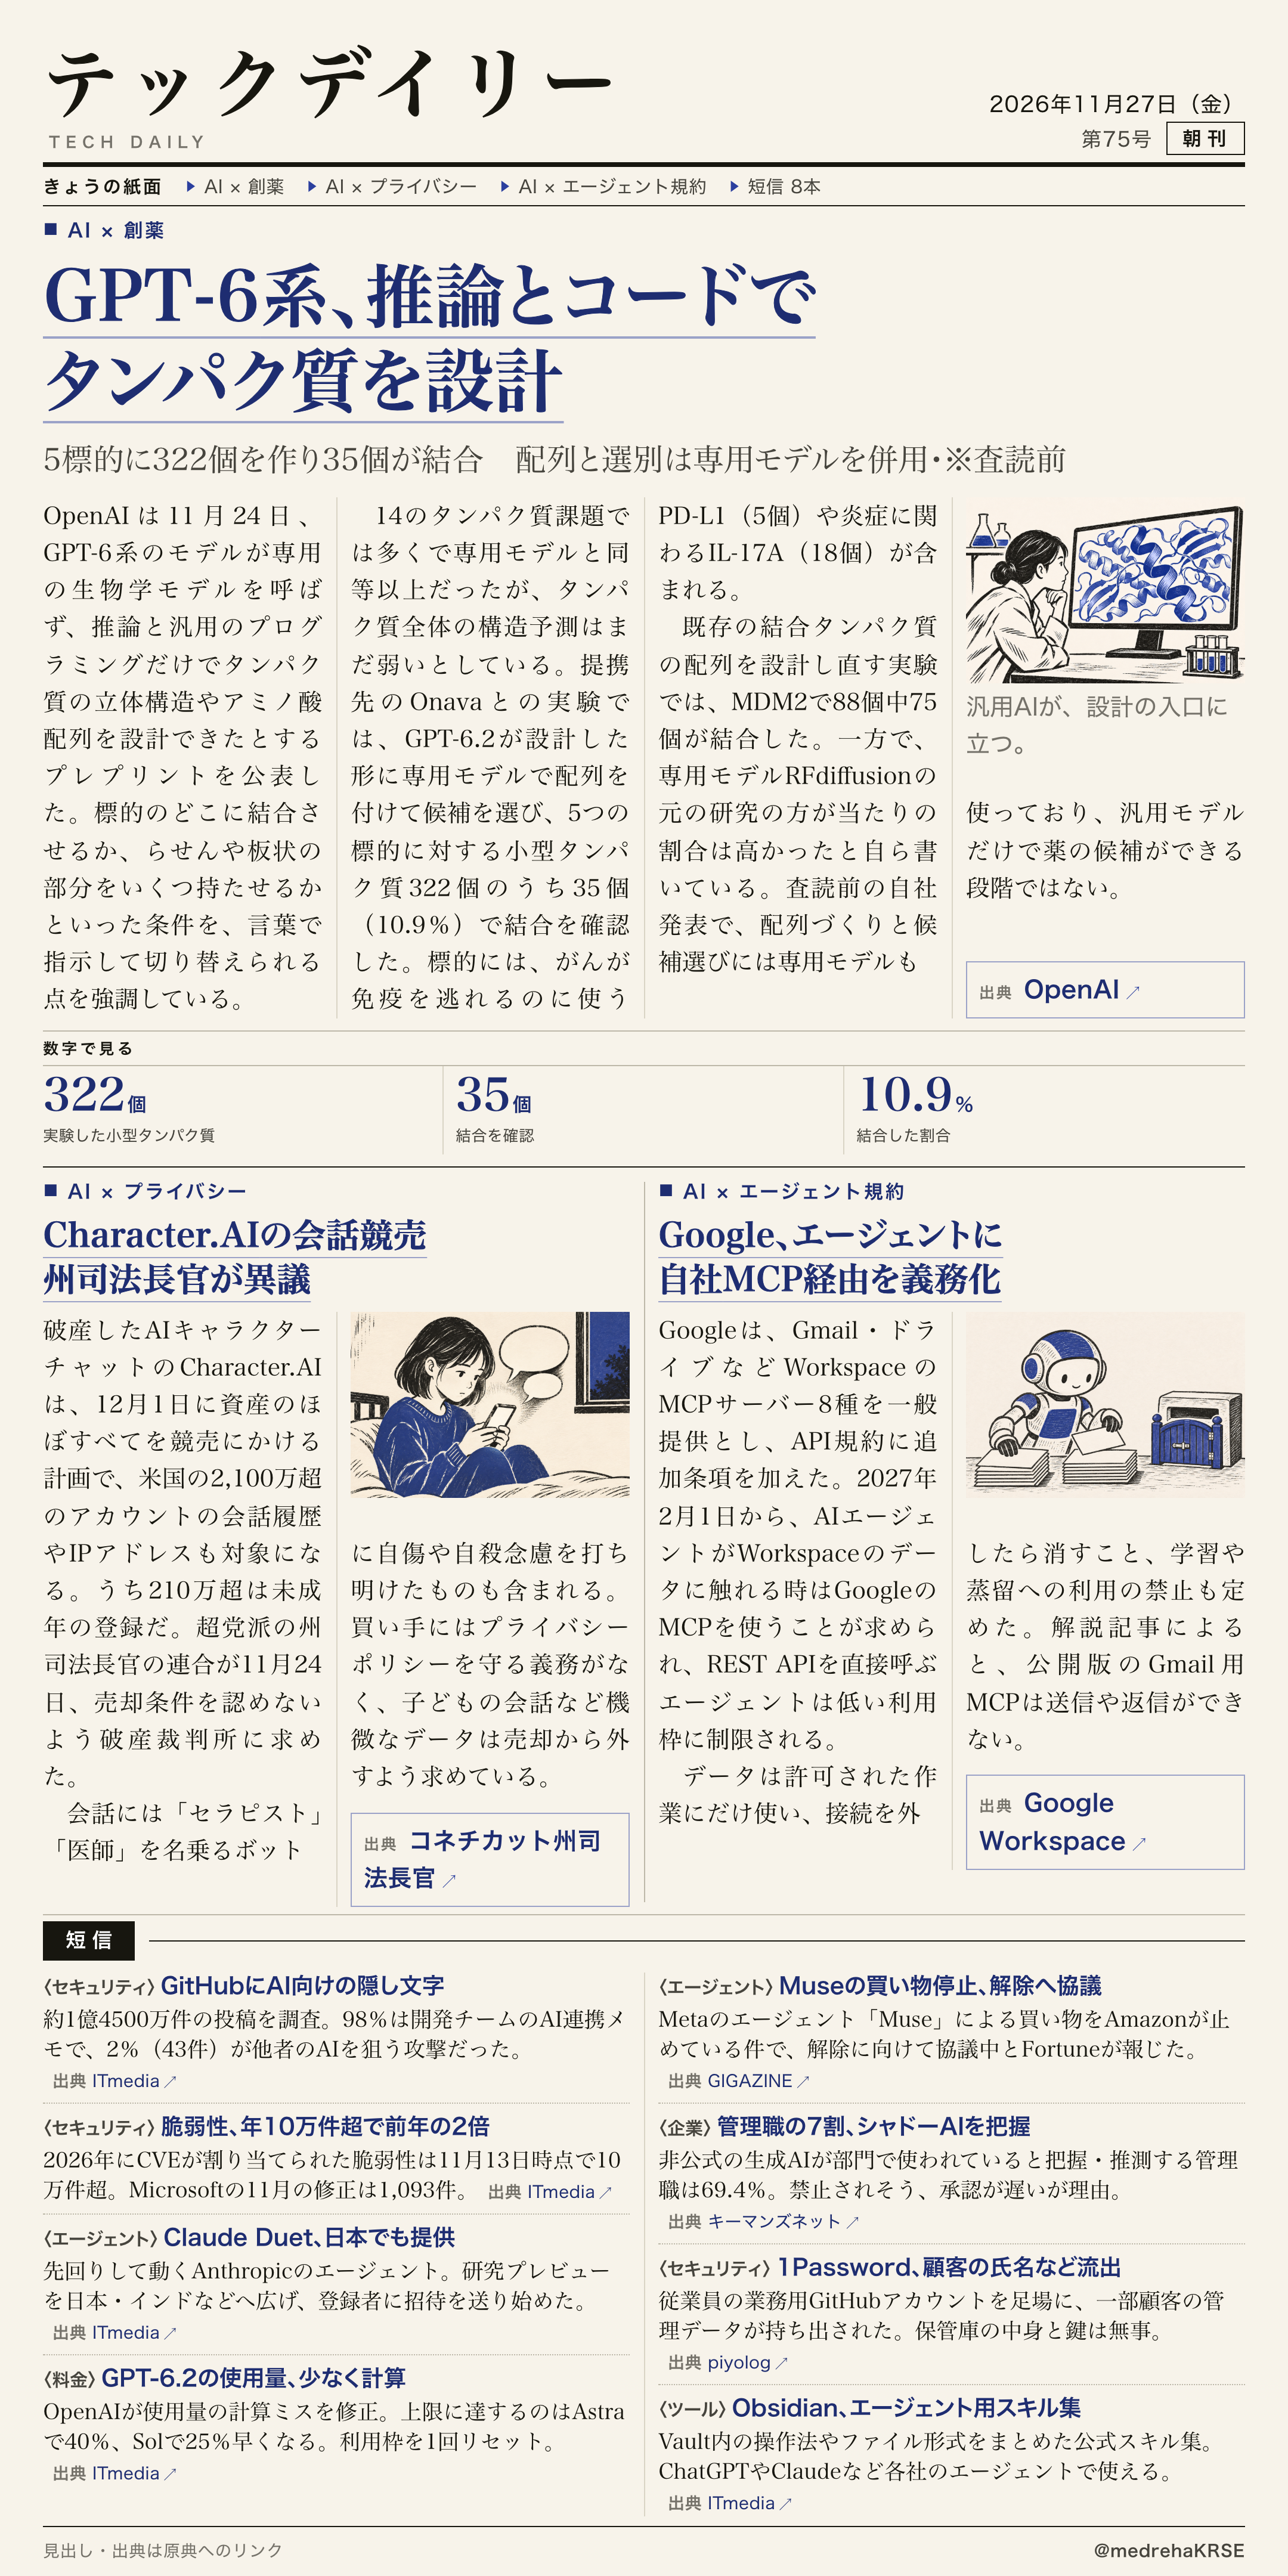 テックデイリー
TECH DAILY
2026年11月27日（金）
第75号 朝刊
きょうの紙面 ▶ AI × 創薬 ▶ AI × プライバシー ▶ AI × エージェント規約 ▶ 短信 8本
■ AI × 創薬
GPT-6系、推論とコードで
タンパク質を設計
5標的に322個を作り35個が結合　配列と選別は専用モデルを併用・※査読前
OpenAI は 11 月 24 日、
GPT-6系のモデルが専用
の生物学モデルを呼ば
ず、推論と汎用のプログ
ラミングだけでタンパク
質の立体構造やアミノ酸
配列を設計できたとする
プレプリントを公表し
た。標的のどこに結合さ
せるか、らせんや板状の
部分をいくつ持たせるか
といった条件を、言葉で
指示して切り替えられる
点を強調している。
　14のタンパク質課題で
は多くで専用モデルと同
等以上だったが、タンパ
ク質全体の構造予測はま
だ弱いとしている。提携
先のOnavaとの実験で
は、GPT-6.2が設計した
形に専用モデルで配列を
付けて候補を選び、5つの
標的に対する小型タンパ
ク質322個のうち35個
（10.9%）で結合を確認
した。標的には、がんが
免疫を逃れるのに使う
PD-L1（5個）や炎症に関
わるIL-17A（18個）が含
まれる。
　既存の結合タンパク質
の配列を設計し直す実験
では、MDM2で88個中75
個が結合した。一方で、
専用モデルRFdiffusionの
元の研究の方が当たりの
割合は高かったと自ら書
いている。査読前の自社
発表で、配列づくりと候
補選びには専用モデルも
汎用AIが、設計の入口に
立つ。
使っており、汎用モデル
だけで薬の候補ができる
段階ではない。
出典 OpenAI ↗
数字で見る
322個
実験した小型タンパク質
35個
結合を確認
10.9%
結合した割合
■ AI × プライバシー
Character.AIの会話競売
州司法長官が異議
破産したAIキャラクター
チャットのCharacter.AI
は、12月1日に資産のほ
ぼすべてを競売にかける
計画で、米国の2,100万超
のアカウントの会話履歴
やIPアドレスも対象にな
る。うち210万超は未成
年の登録だ。超党派の州
司法長官の連合が11月24
日、売却条件を認めない
よう破産裁判所に求め
た。
　会話には「セラピスト」
「医師」を名乗るボット
に自傷や自殺念慮を打ち
明けたものも含まれる。
買い手にはプライバシー
ポリシーを守る義務がな
く、子どもの会話など機
微なデータは売却から外
すよう求めている。
出典 コネチカット州司
法長官 ↗
■ AI × エージェント規約
Google、エージェントに
自社MCP経由を義務化
Googleは、Gmail・ドラ
イブなどWorkspaceの
MCPサーバー8種を一般
提供とし、API規約に追
加条項を加えた。2027年
2月1日から、AIエージェ
ントがWorkspaceのデー
タに触れる時はGoogleの
MCPを使うことが求めら
れ、REST APIを直接呼ぶ
エージェントは低い利用
枠に制限される。
　データは許可された作
業にだけ使い、接続を外
したら消すこと、学習や
蒸留への利用の禁止も定
めた。解説記事による
と、公開版のGmail用
MCPは送信や返信ができ
ない。
出典 Google
Workspace ↗
短信
〈セキュリティ〉GitHubにAI向けの隠し文字
約1億4500万件の投稿を調査。98%は開発チームのAI連携メ
モで、2%（43件）が他者のAIを狙う攻撃だった。
出典 ITmedia ↗
〈セキュリティ〉脆弱性、年10万件超で前年の2倍
2026年にCVEが割り当てられた脆弱性は11月13日時点で10
万件超。Microsoftの11月の修正は1,093件。 出典 ITmedia ↗
〈エージェント〉Claude Duet、日本でも提供
先回りして動くAnthropicのエージェント。研究プレビュー
を日本・インドなどへ広げ、登録者に招待を送り始めた。
出典 ITmedia ↗
〈料金〉GPT-6.2の使用量、少なく計算
OpenAIが使用量の計算ミスを修正。上限に達するのはAstra
で40%、Solで25%早くなる。利用枠を1回リセット。
出典 ITmedia ↗
〈エージェント〉Museの買い物停止、解除へ協議
Metaのエージェント「Muse」による買い物をAmazonが止
めている件で、解除に向けて協議中とFortuneが報じた。
出典 GIGAZINE ↗
〈企業〉管理職の7割、シャドーAIを把握
非公式の生成AIが部門で使われていると把握・推測する管理
職は69.4%。禁止されそう、承認が遅いが理由。
出典 キーマンズネット ↗
〈セキュリティ〉1Password、顧客の氏名など流出
従業員の業務用GitHubアカウントを足場に、一部顧客の管
理データが持ち出された。保管庫の中身と鍵は無事。
出典 piyolog ↗
〈ツール〉Obsidian、エージェント用スキル集
Vault内の操作法やファイル形式をまとめた公式スキル集。
ChatGPTやClaudeなど各社のエージェントで使える。
出典 ITmedia ↗
見出し・出典は原典へのリンク
@medrehaKRSE